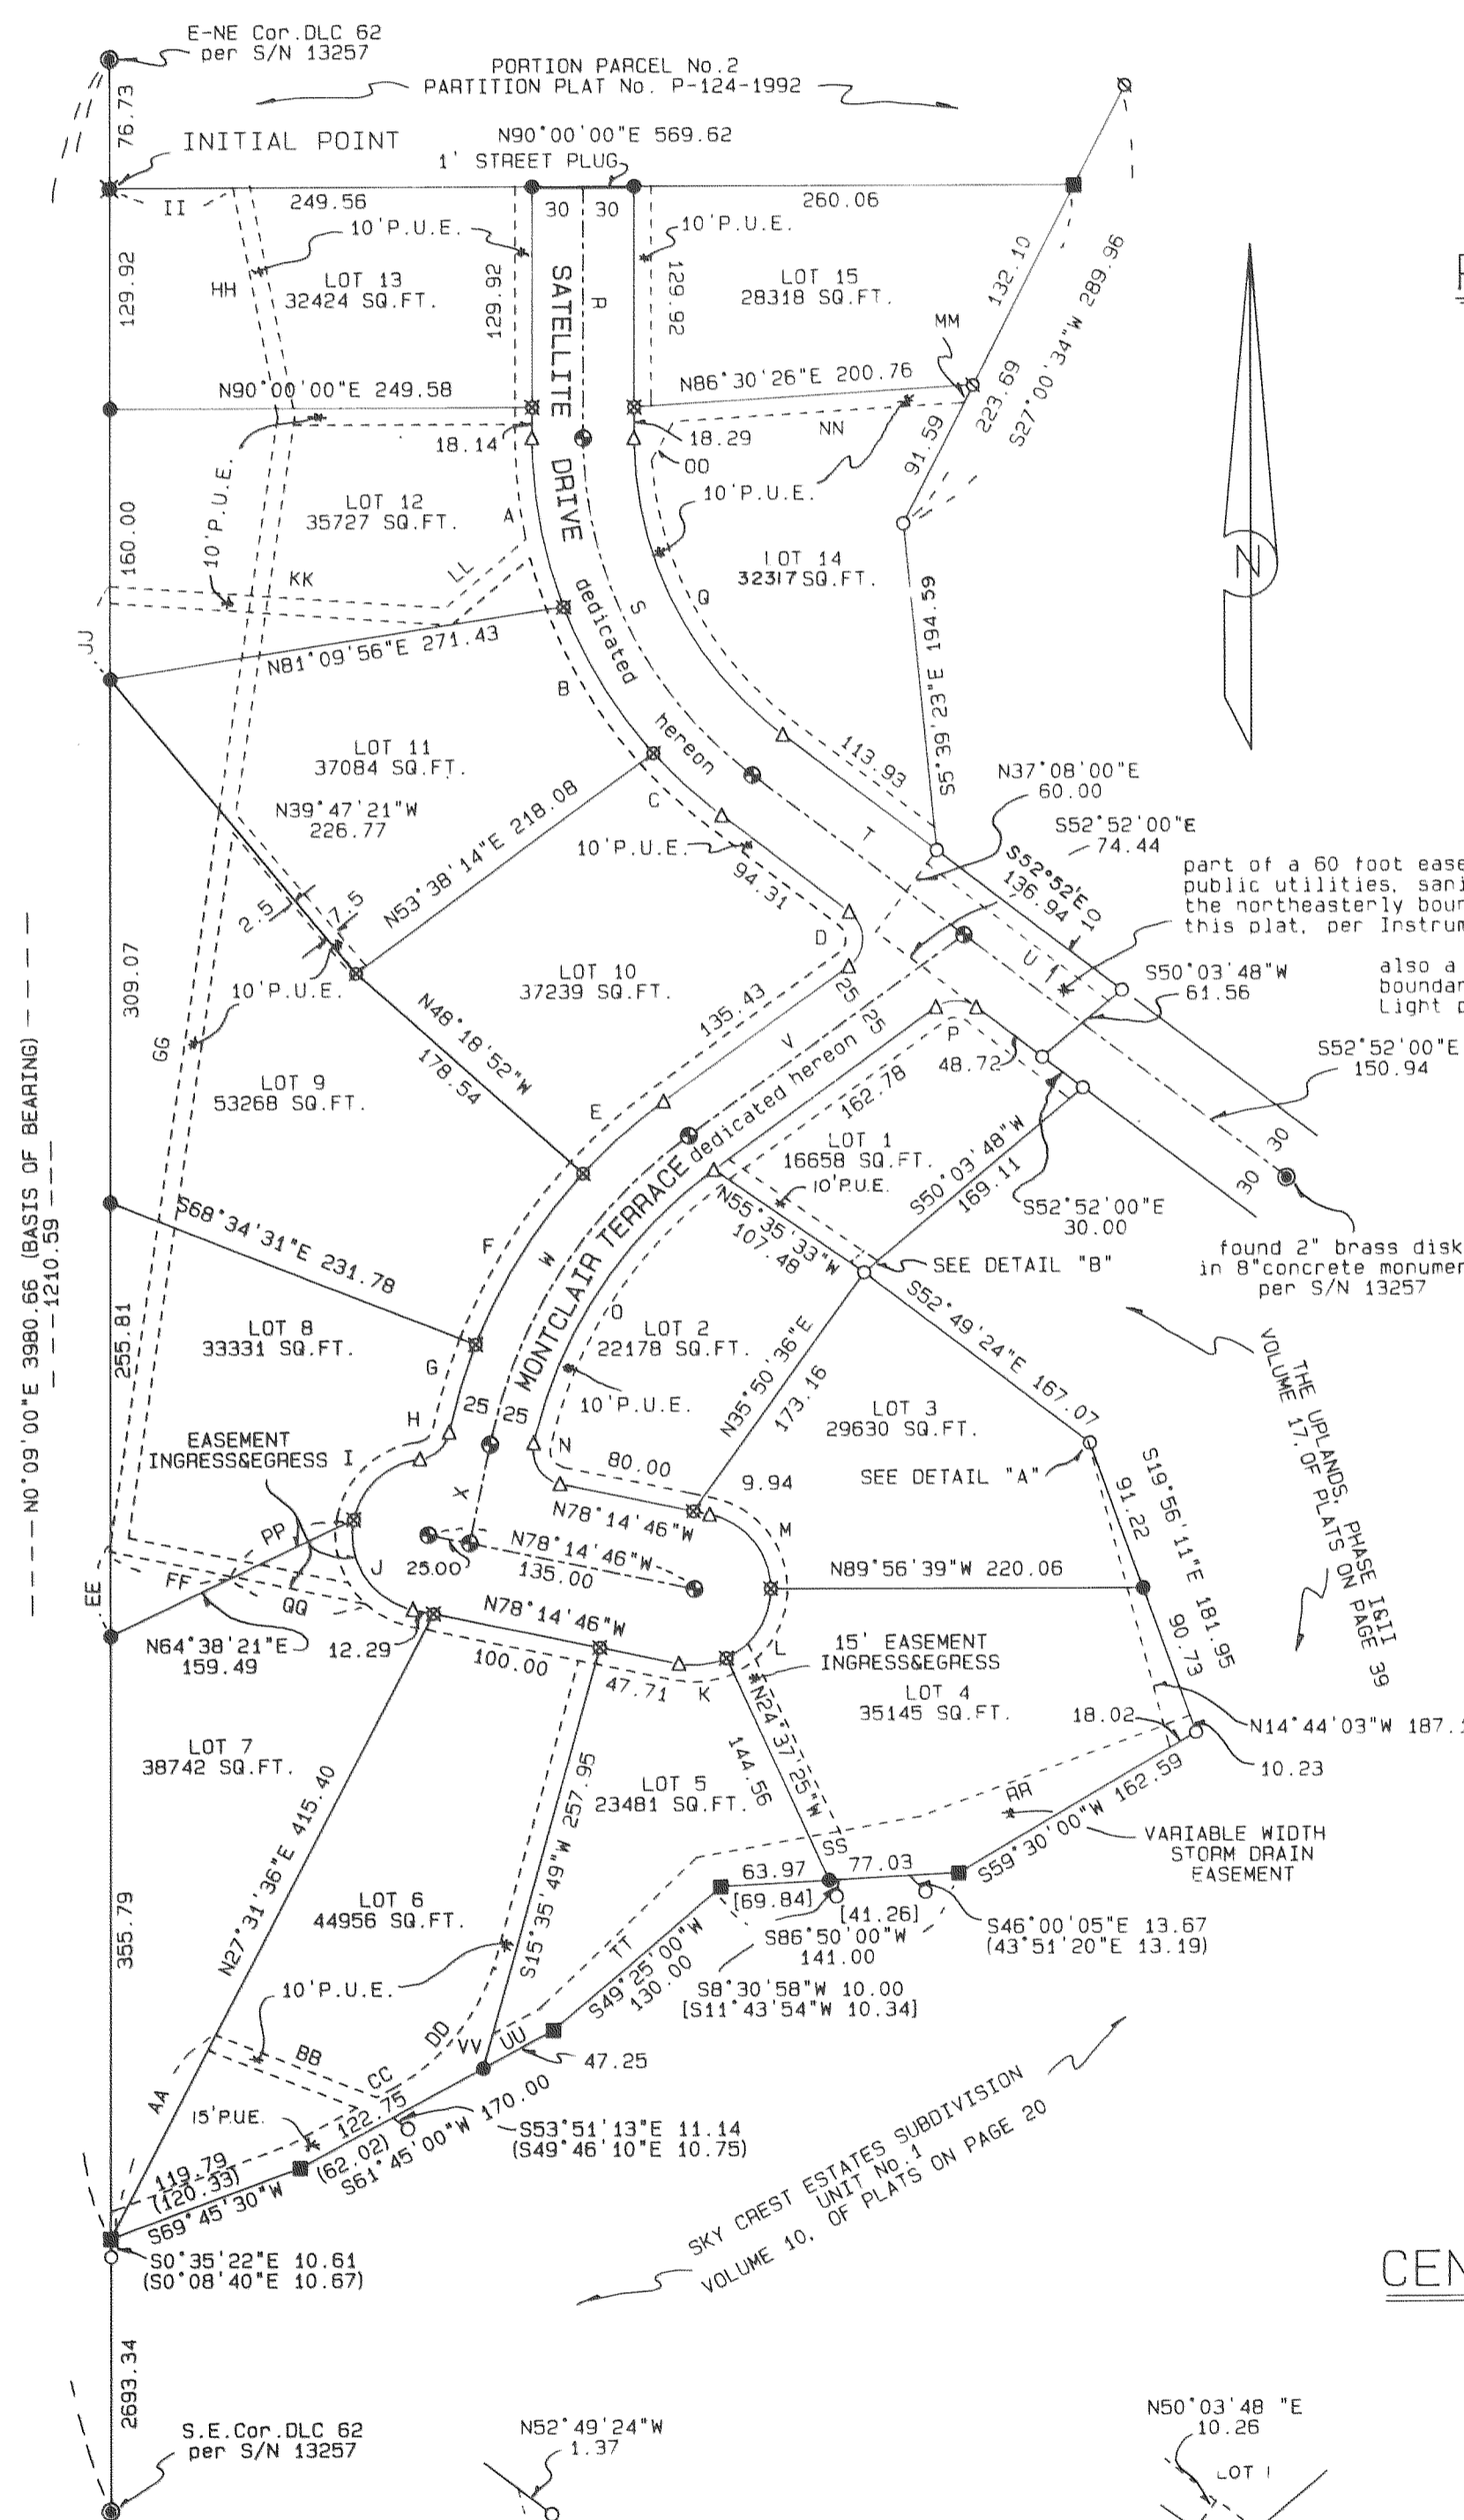 E-NE Cor.DLC 62
per S/N 13257
PORTION PARCEL No.2
PARTITION PLAT No. P-124-1992
76.73
INITIAL POINT
N90°00'00"E 569.62
1' STREET PLUG
II
249.56
30
30
260.06
10'P.U.E.
10'P.U.E.
129.92
HH
LOT 13
32424 SQ.FT.
129.92
SATELLITE DRIVE
R
129.92
LOT 15
28318 SQ.FT.
132.10
S27°00'34"W 289.96
223.69
MM
N90°00'00"E 249.58
N86°30'26"E 200.76
18.14
18.29
NN
OO
91.59
10'P.U.E.
10'P.U.E.
LOT 12
35727 SQ.FT.
A
160.00
KK
LL
LOT 14
32317 SQ.FT.
N
Q
S
dedicated
hereon
S5°39'23"E 194.59
JJ
N81°09'56"E 271.43
B
LOT 11
37084 SQ.FT.
113.93
N37°08'00"E
60.00
S52°52'00"E
74.44
N39°47'21"W
226.77
C
T
10'P.U.E.
94.31
S52°52'E
136.94
10
part of a 60 foot ease
public utilities, sani
the northeasterly boun
this plat, per Instrum
2.5
7.5
N53°38'14"E 218.08
D
U
also a
boundar
Light p
S50°03'48"W
61.56
309.07
10'P.U.E.
LOT 10
37239 SQ.FT.
25
25
135.43
N48°18'52"W
178.54
V
P
48.72
S52°52'00"E
150.94
GG
LOT 9
53268 SQ.FT.
E
162.78
dedicated hereon
LOT 1
16658 SQ.FT.
10'P.U.E.
S50°03'48"W
169.11
S52°52'00"E
30.00
30
30
N0°09'00"E 3980.66 (BASIS OF BEARING)
1210.59
S68°34'31"E 231.78
F
W
MONTCLAIR TERRACE
N55°35'33"W
107.48
SEE DETAIL "B"
found 2" brass disk
in 8"concrete monumen
per S/N 13257
255.81
LOT 8
33331 SQ.FT.
G
O
LOT 2
22178 SQ.FT.
10'P.U.E.
S52°49'24"E 167.07
THE UPLANDS, PHASE I&II
VOLUME 17, OF PLATS ON PAGE 39
N35°50'36"E
173.16
LOT 3
29630 SQ.FT.
25
25
H
EASEMENT
INGRESS&EGRESS
I
N
80.00
9.94
SEE DETAIL "A"
S19°56'11"E 181.95
91.22
X
N78°14'46"W
PP
M
N78°14'46"W
135.00
25.00
J
N89°56'39"W 220.06
EE
FF
QQ
N78°14'46"W
N64°38'21"E
159.49
12.29
100.00
47.71
K
L
15' EASEMENT
INGRESS&EGRESS
90.73
LOT 4
35145 SQ.FT.
18.02
N14°44'03"W 187.1
10.23
LOT 7
38742 SQ.FT.
N24°37'25"W
144.56
LOT 5
23481 SQ.FT.
N27°31'36"E 415.40
S15°35'49"W 257.95
RR
S59°30'00"W 162.59
VARIABLE WIDTH
STORM DRAIN
EASEMENT
SS
63.97
77.03
[69.84]
[41.26]
355.79
LOT 6
44956 SQ.FT.
S86°50'00"W
141.00
S46°00'05"E 13.67
(43°51'20"E 13.19)
TT
S49°25'00"W
130.00
S8°30'58"W 10.00
[S11°43'54"W 10.34]
10'P.U.E.
DD
VV
UU
47.25
BB
CC
AA
15'P.U.E.
122.75
(62.02)
S61°45'00"W 170.00
S53°51'13"E 11.14
(S49°46'10"E 10.75)
119.79
(120.33)
S69°45'30"W
SKY CREST ESTATES SUBDIVISION
UNIT No.1
VOLUME 10, OF PLATS ON PAGE 20
S0°35'22"E 10.61
(S0°08'40"E 10.67)
CEN
2693.34
S.E.Cor.DLC 62
per S/N 13257
N52°49'24"W
1.37
N50°03'48 "E
10.26
LOT 1